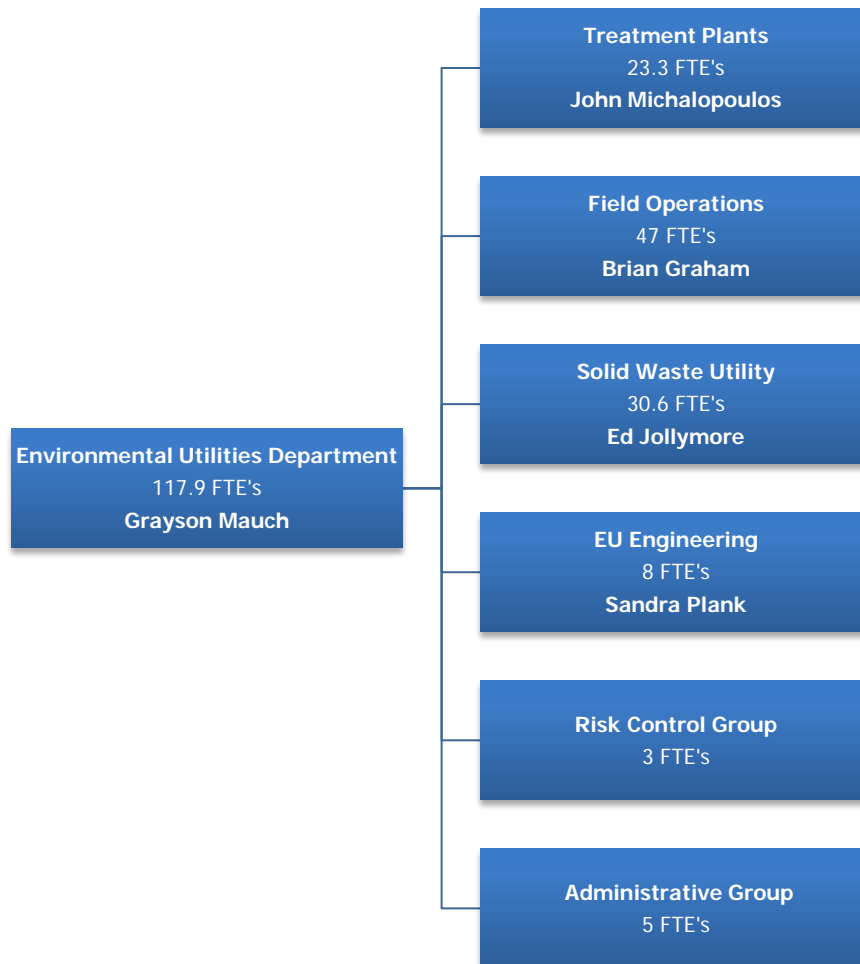 Treatment Plants
23.3 FTE's
John Michalopoulos
Field Operations
47 FTE's
Brian Graham
Solid Waste Utility
30.6 FTE's
Ed Jollymore
Environmental Utilities Department
117.9 FTE's
Grayson Mauch
EU Engineering
8 FTE's
Sandra Plank
Risk Control Group
3 FTE's
Administrative Group
5 FTE's